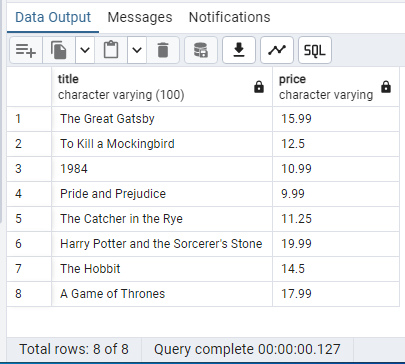 Data Output Messages Notifications
SQL
title price
character varying (100) character varying
1 The Great Gatsby 15.99
2 To Kill a Mockingbird 12.5
3 1984 10.99
4 Pride and Prejudice 9.99
5 The Catcher in the Rye 11.25
6 Harry Potter and the Sorcerer's Stone 19.99
7 The Hobbit 14.5
8 A Game of Thrones 17.99
Total rows: 8 of 8 Query complete 00:00:00.127